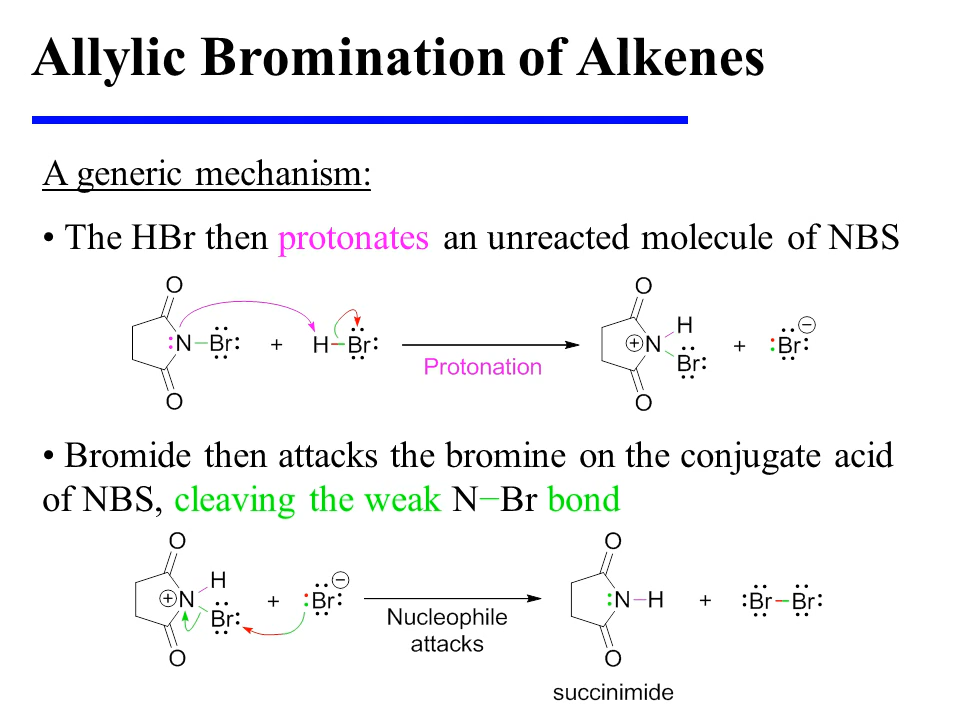 Allylic Bromination of Alkenes
A generic mechanism:
• The HBr then protonates an unreacted molecule of NBS
O
N Br + H Br
O
Protonation
O
H
⊕ N
Br
O
+ Br ⊖
• Bromide then attacks the bromine on the conjugate acid
of NBS, cleaving the weak N−Br bond
O
H
⊕ N
Br
O
+ Br ⊖
Nucleophile
attacks
O
N H + Br Br
O
succinimide